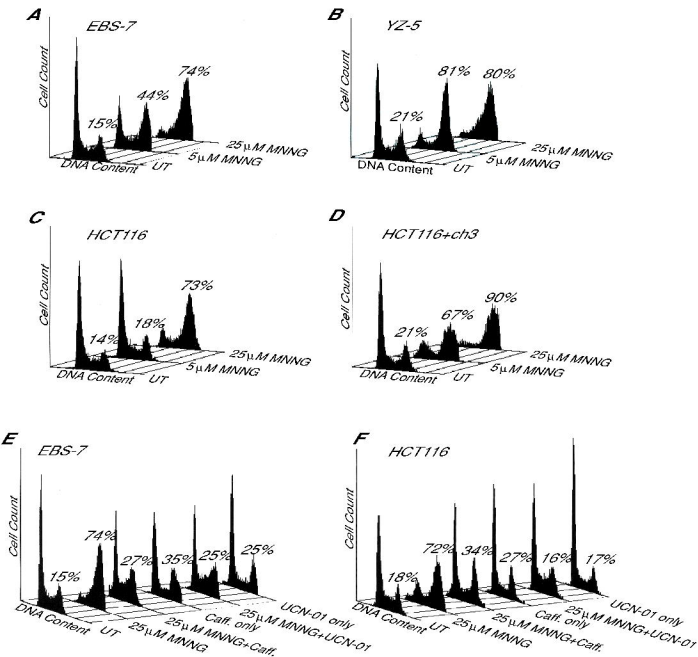 A EBS-7
Cell Count
15% 44% 74%
DNA Content UT 5μM MNNG 25μM MNNG
B YZ-5
Cell Count
21% 81% 80%
DNA Content UT 5μM MNNG 25μM MNNG
C HCT116
Cell Count
14% 18% 73%
DNA Content UT 5μM MNNG 25μM MNNG
D HCT116+ch3
Cell Count
21% 67% 90%
DNA Content UT 5μM MNNG 25μM MNNG
E EBS-7
Cell Count
15% 74% 27% 35% 25% 25%
DNA Content UT 25μM MNNG 25μM MNNG+Caff. Caff. only 25μM MNNG+UCN-01 UCN-01 only
F HCT116
Cell Count
18% 72% 34% 27% 16% 17%
DNA Content UT 25μM MNNG 25μM MNNG+Caff. Caff. only 25μM MNNG+UCN-01 UCN-01 only